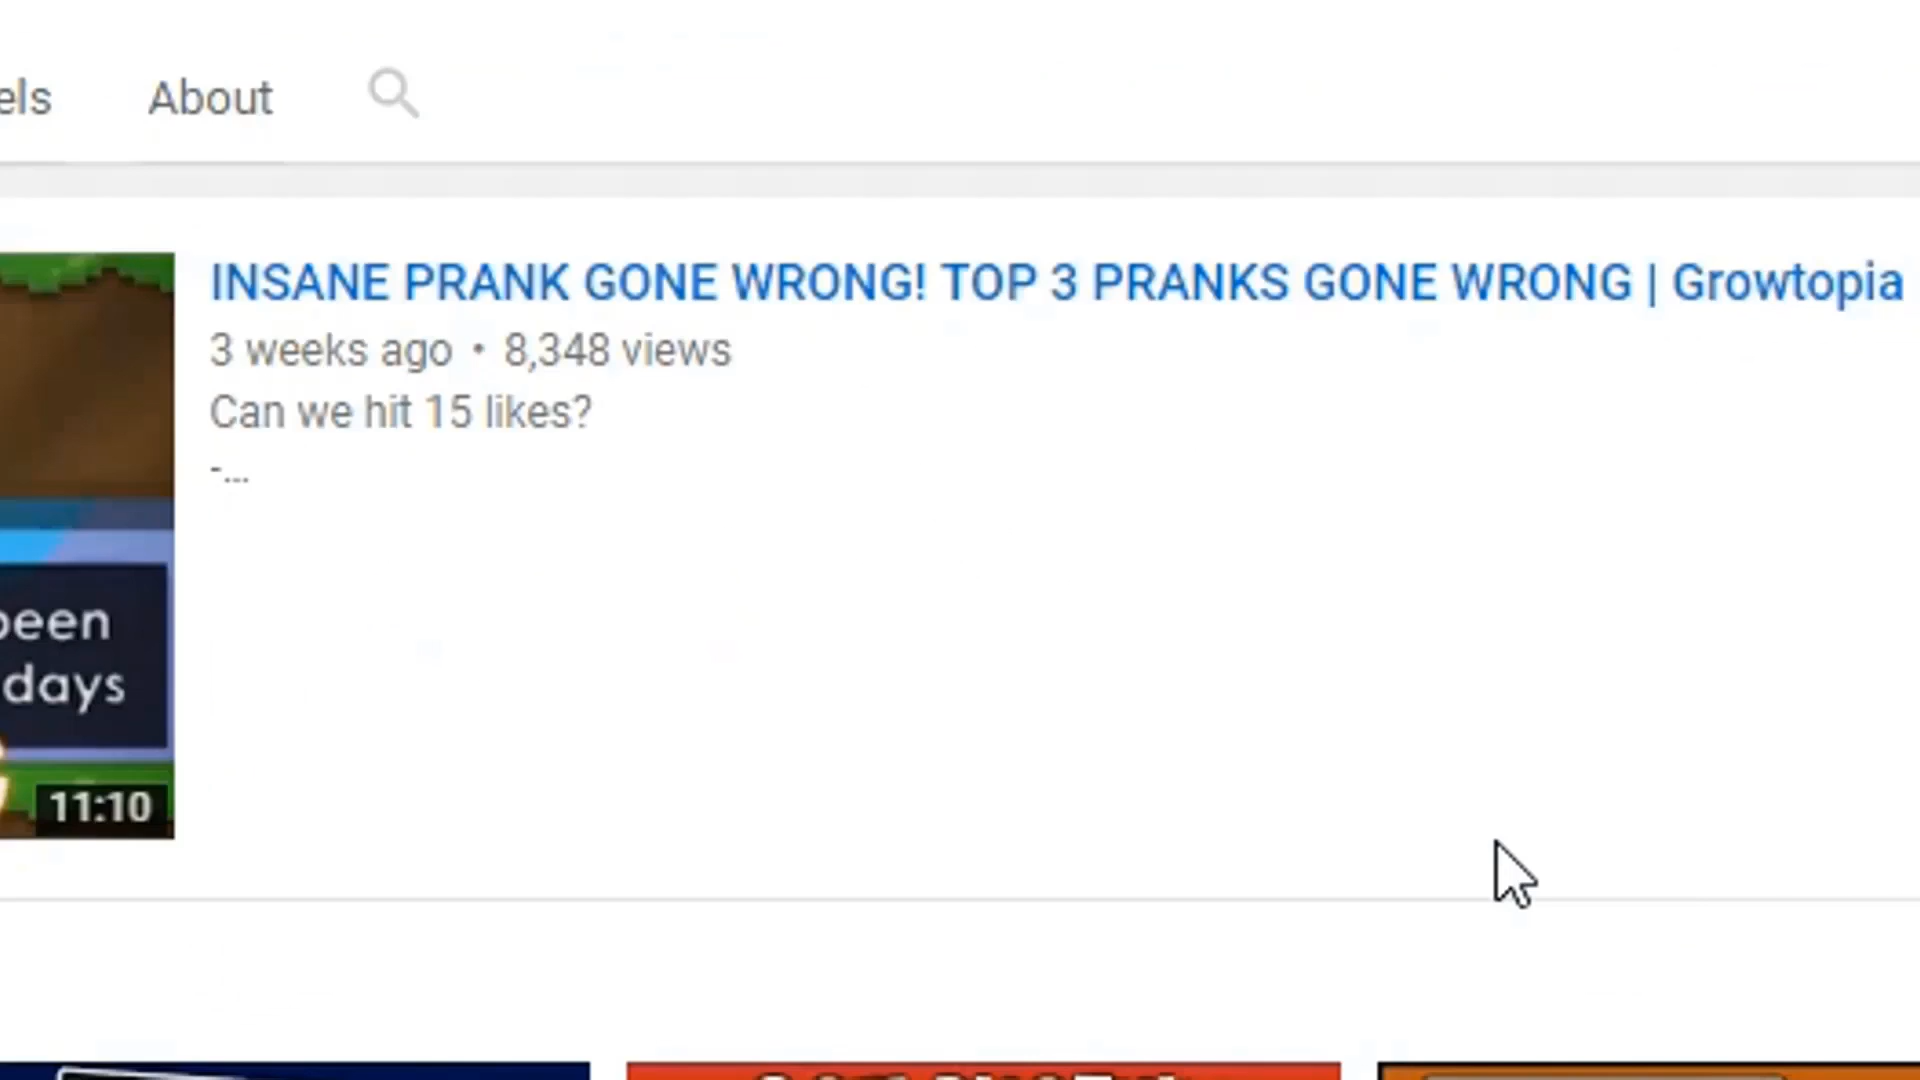 els About
INSANE PRANK GONE WRONG! TOP 3 PRANKS GONE WRONG | Growtopia
3 weeks ago • 8,348 views
Can we hit 15 likes?
-...
been
days
11:10